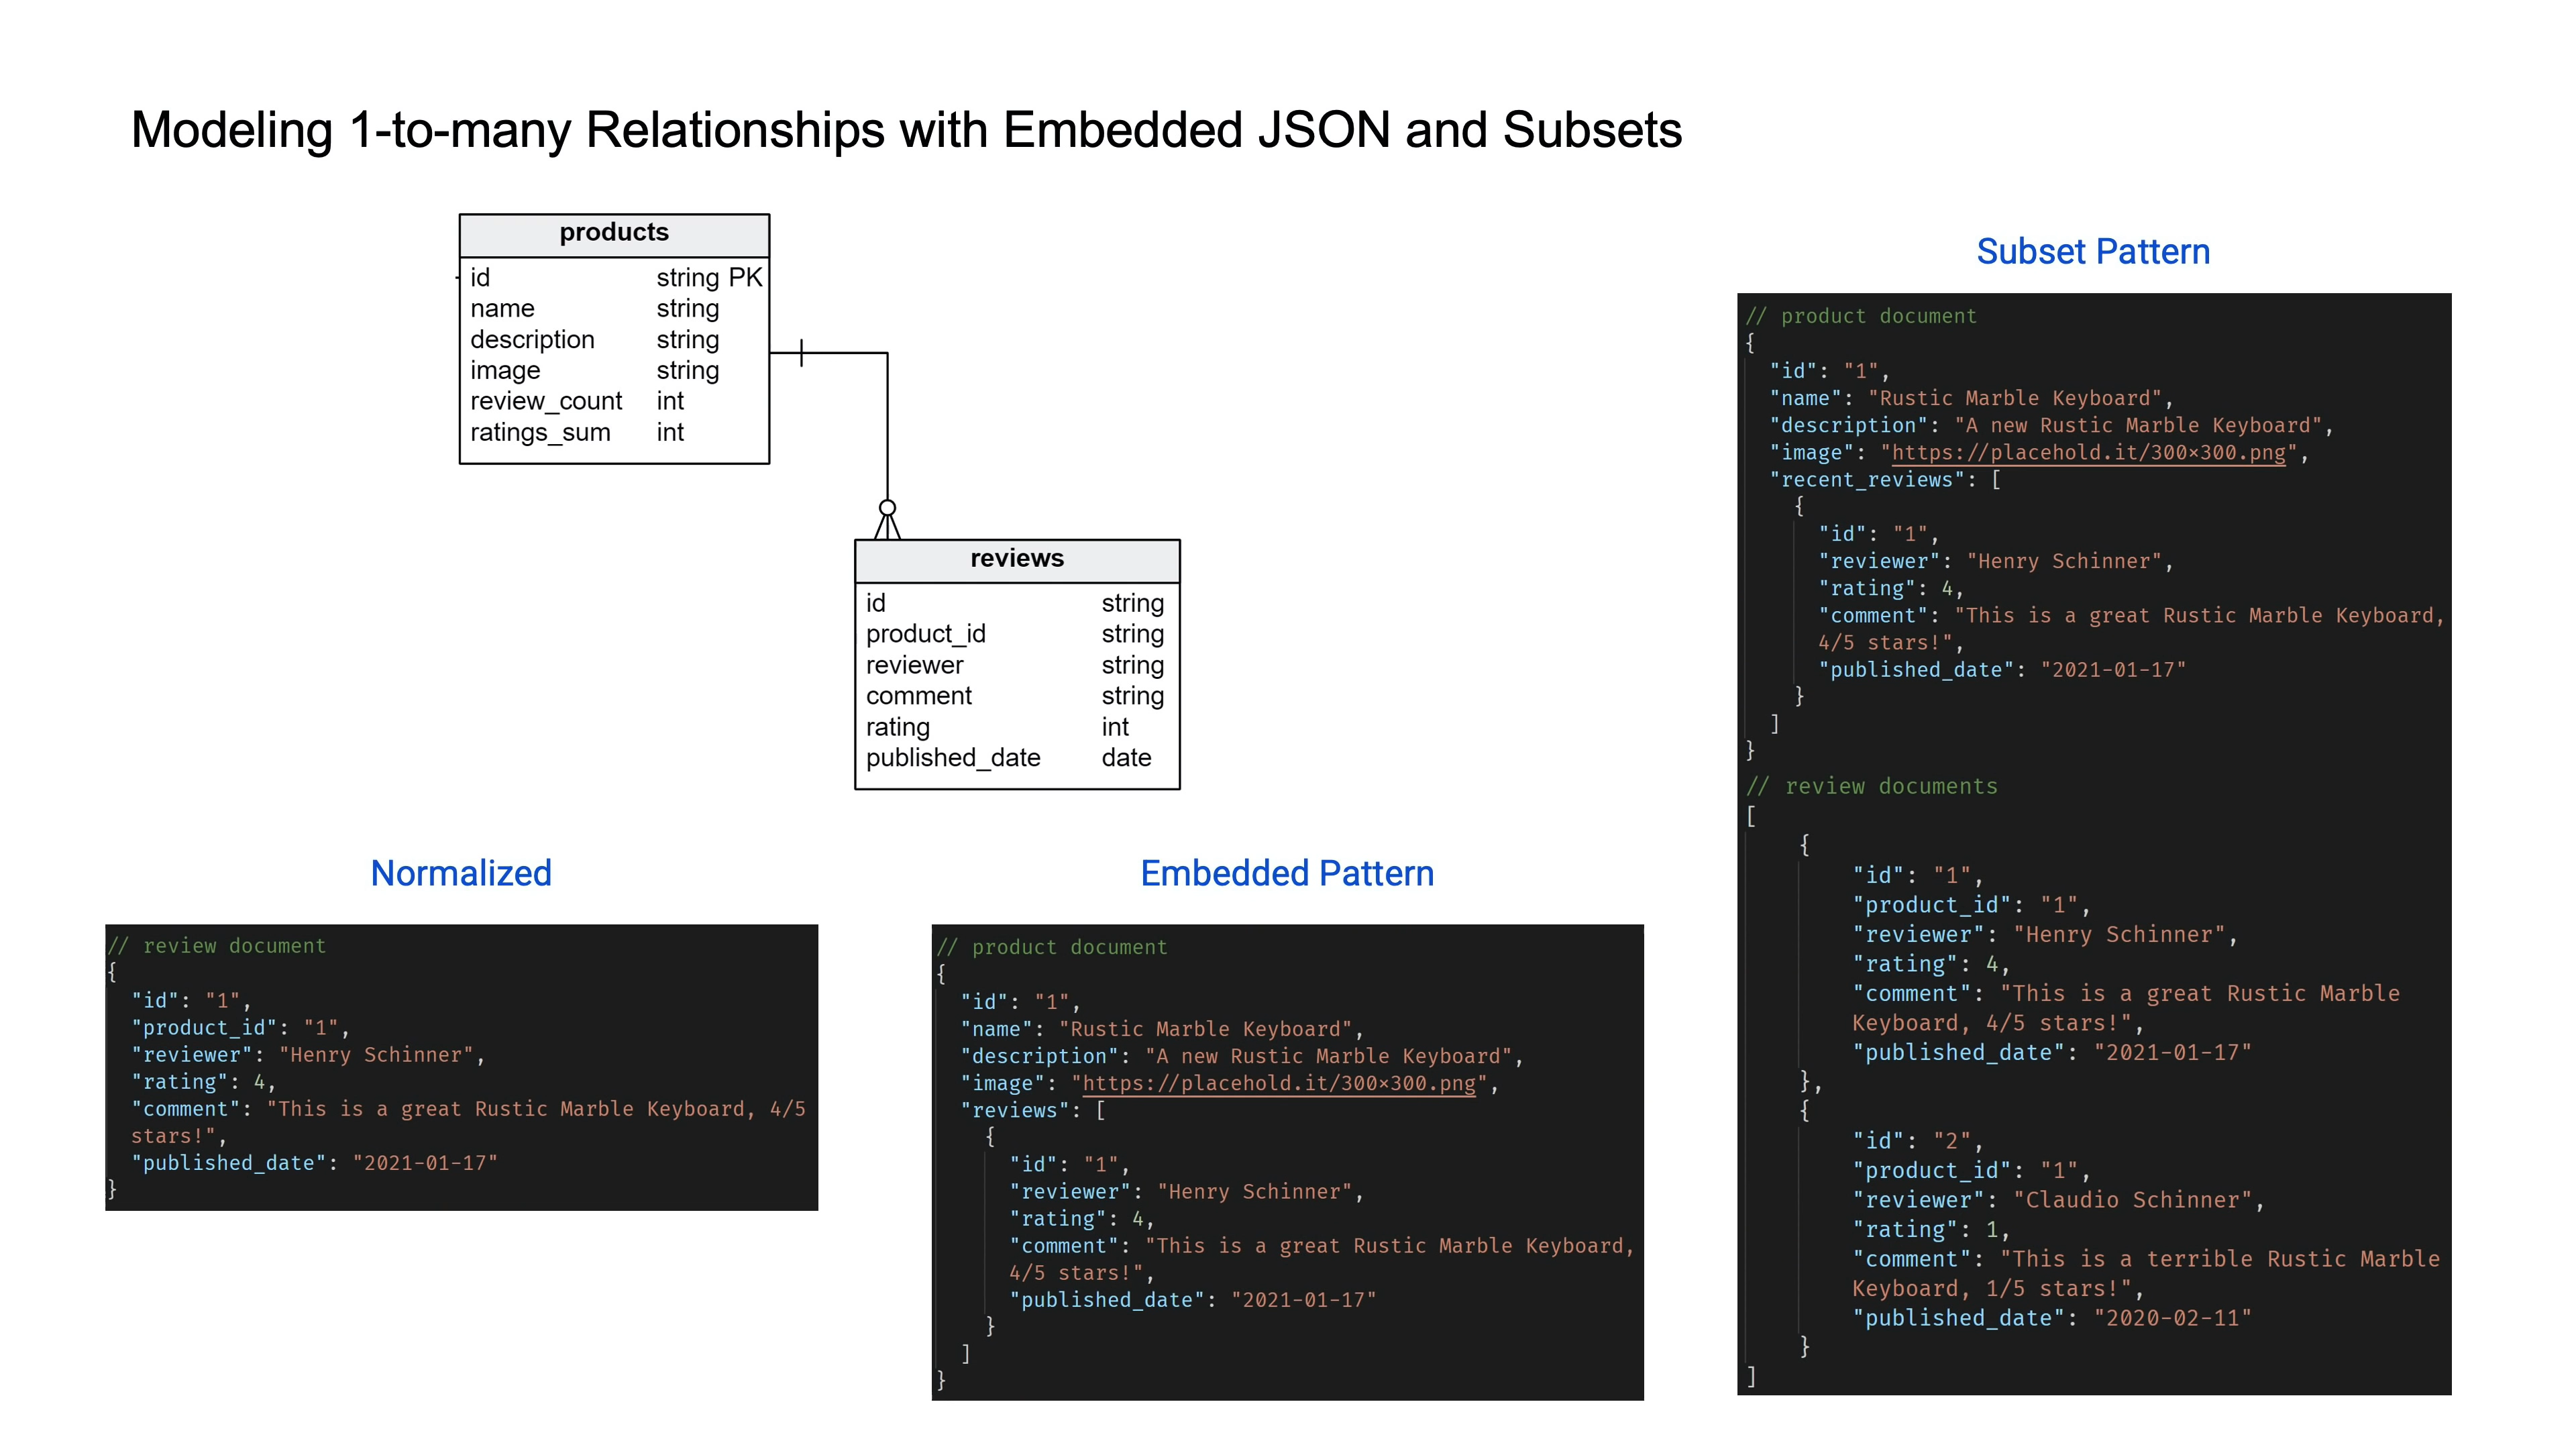 Modeling 1-to-many Relationships with Embedded JSON and Subsets
products
id string PK
name string
description string
image string
review_count int
ratings_sum int
reviews
id string
product_id string
reviewer string
comment string
rating int
published_date date
Normalized
// review document
{
"id": "1",
"product_id": "1",
"reviewer": "Henry Schinner",
"rating": 4,
"comment": "This is a great Rustic Marble Keyboard, 4/5
stars!",
"published_date": "2021-01-17"
}
Embedded Pattern
// product document
{
"id": "1",
"name": "Rustic Marble Keyboard",
"description": "A new Rustic Marble Keyboard",
"image": "https://placehold.it/300×300.png",
"reviews": [
{
"id": "1",
"reviewer": "Henry Schinner",
"rating": 4,
"comment": "This is a great Rustic Marble Keyboard,
4/5 stars!",
"published_date": "2021-01-17"
}
]
}
Subset Pattern
// product document
{
"id": "1",
"name": "Rustic Marble Keyboard",
"description": "A new Rustic Marble Keyboard",
"image": "https://placehold.it/300×300.png",
"recent_reviews": [
{
"id": "1",
"reviewer": "Henry Schinner",
"rating": 4,
"comment": "This is a great Rustic Marble Keyboard,
4/5 stars!",
"published_date": "2021-01-17"
}
]
}
// review documents
[
{
"id": "1",
"product_id": "1",
"reviewer": "Henry Schinner",
"rating": 4,
"comment": "This is a great Rustic Marble
Keyboard, 4/5 stars!",
"published_date": "2021-01-17"
},
{
"id": "2",
"product_id": "1",
"reviewer": "Claudio Schinner",
"rating": 1,
"comment": "This is a terrible Rustic Marble
Keyboard, 1/5 stars!",
"published_date": "2020-02-11"
}
]